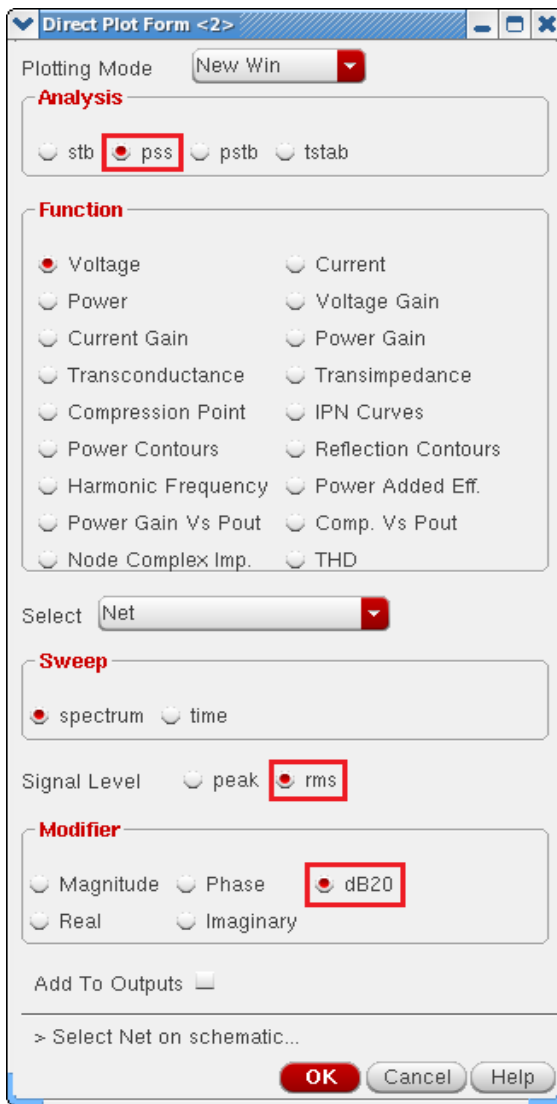 Direct Plot Form <2>
Plotting Mode New Win
Analysis
stb pss pstb tstab
Function
Voltage Current
Power Voltage Gain
Current Gain Power Gain
Transconductance Transimpedance
Compression Point IPN Curves
Power Contours Reflection Contours
Harmonic Frequency Power Added Eff.
Power Gain Vs Pout Comp. Vs Pout
Node Complex Imp. THD
Select Net
Sweep
spectrum time
Signal Level peak rms
Modifier
Magnitude Phase dB20
Real Imaginary
Add To Outputs
> Select Net on schematic...
OK Cancel Help